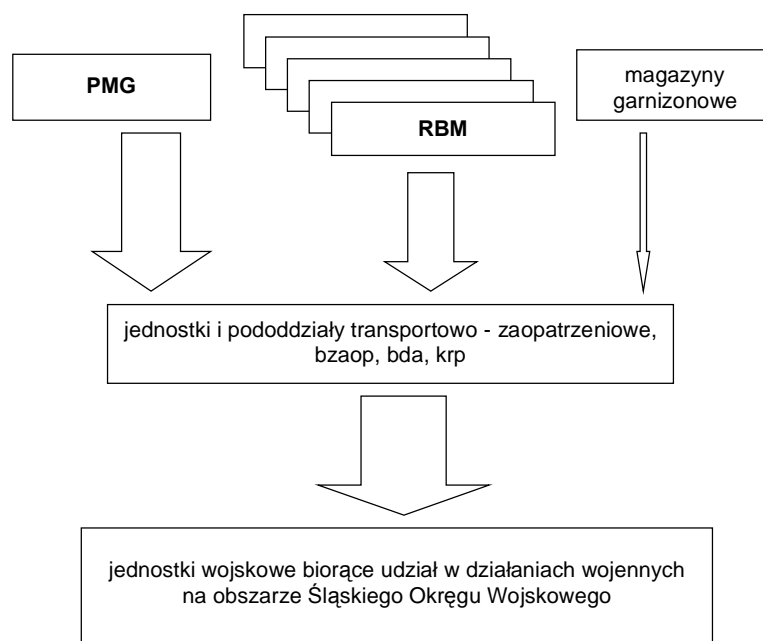 PMG
RBM
magazyny
garnizonowe
jednostki i pododdziały transportowo - zaopatrzeniowe,
bzaop, bda, krp
jednostki wojskowe biorące udział w działaniach wojennych
na obszarze Śląskiego Okręgu Wojskowego